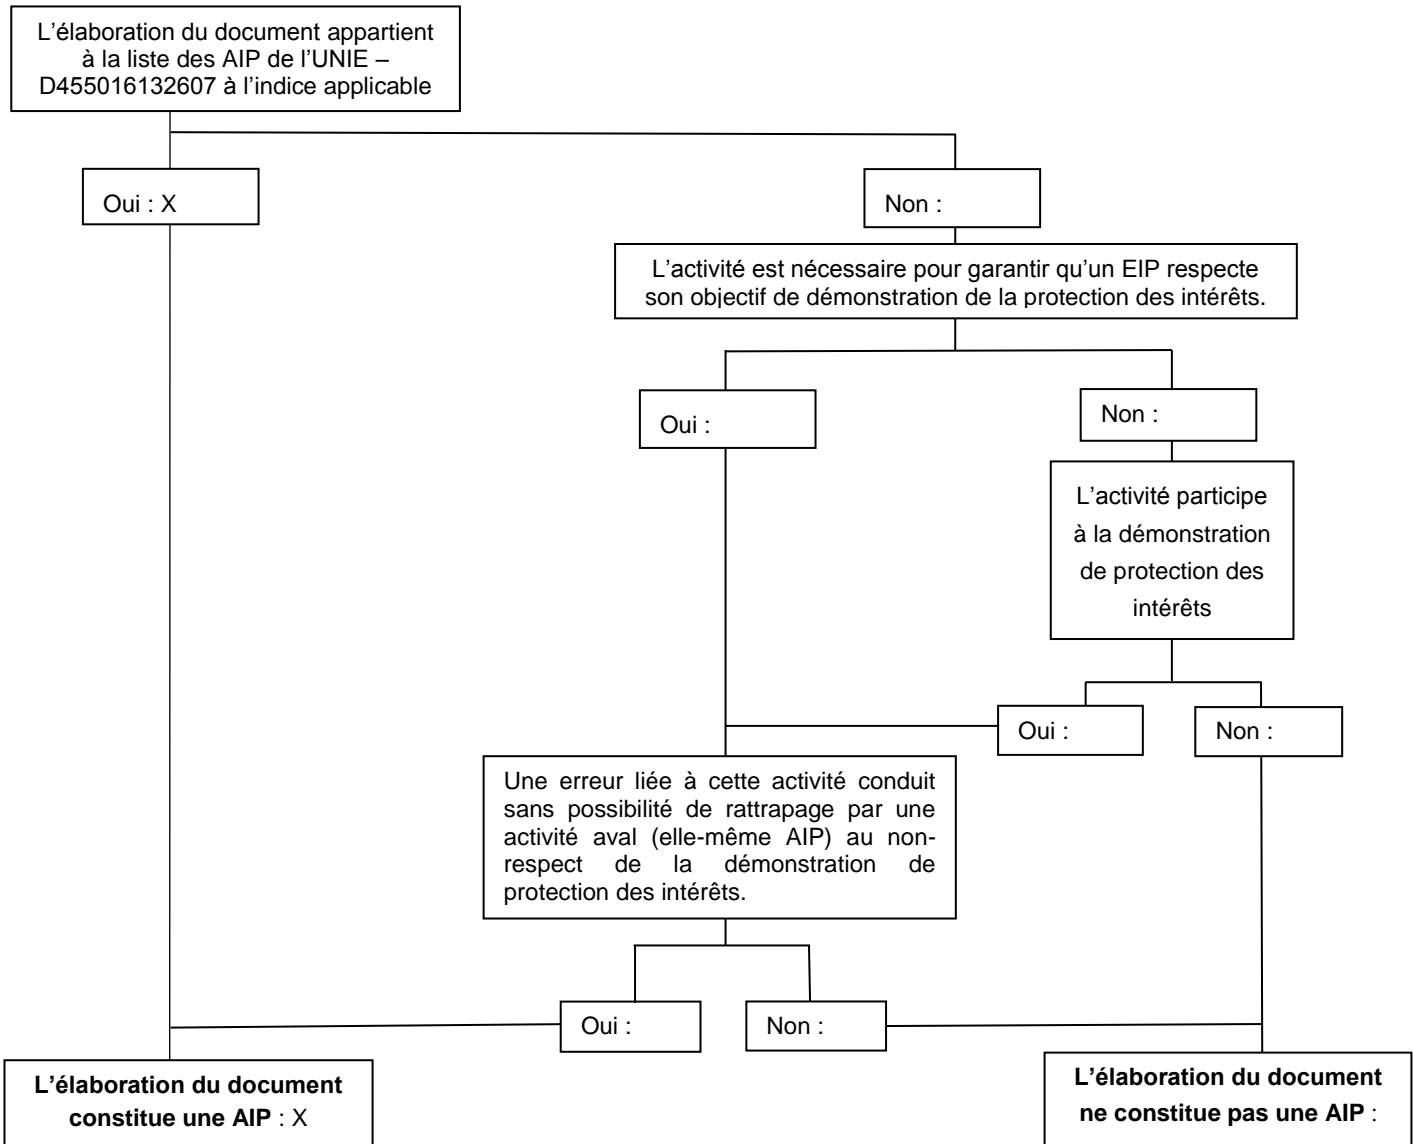 L’élaboration du document appartient
à la liste des AIP de l’UNIE –
D455016132607 à l’indice applicable
Oui : X
Non :
L’activité est nécessaire pour garantir qu’un EIP respecte
son objectif de démonstration de la protection des intérêts.
Oui :
Non :
L’activité participe
à la démonstration
de protection des
intérêts
Oui :
Non :
Une erreur liée à cette activité conduit
sans possibilité de rattrapage par une
activité aval (elle-même AIP) au non-
respect de la démonstration de
protection des intérêts.
Oui :
Non :
L’élaboration du document
constitue une AIP : X
L’élaboration du document
ne constitue pas une AIP :